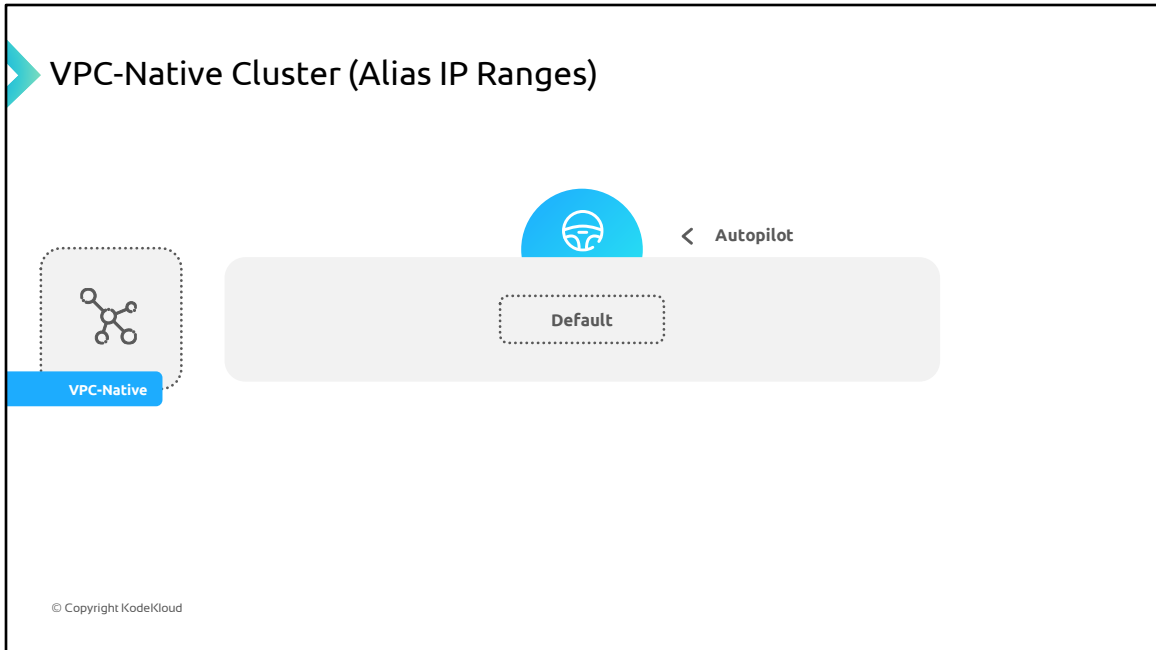 VPC-Native Cluster (Alias IP Ranges)
Autopilot
Default
VPC-Native
© Copyright KodeKloud